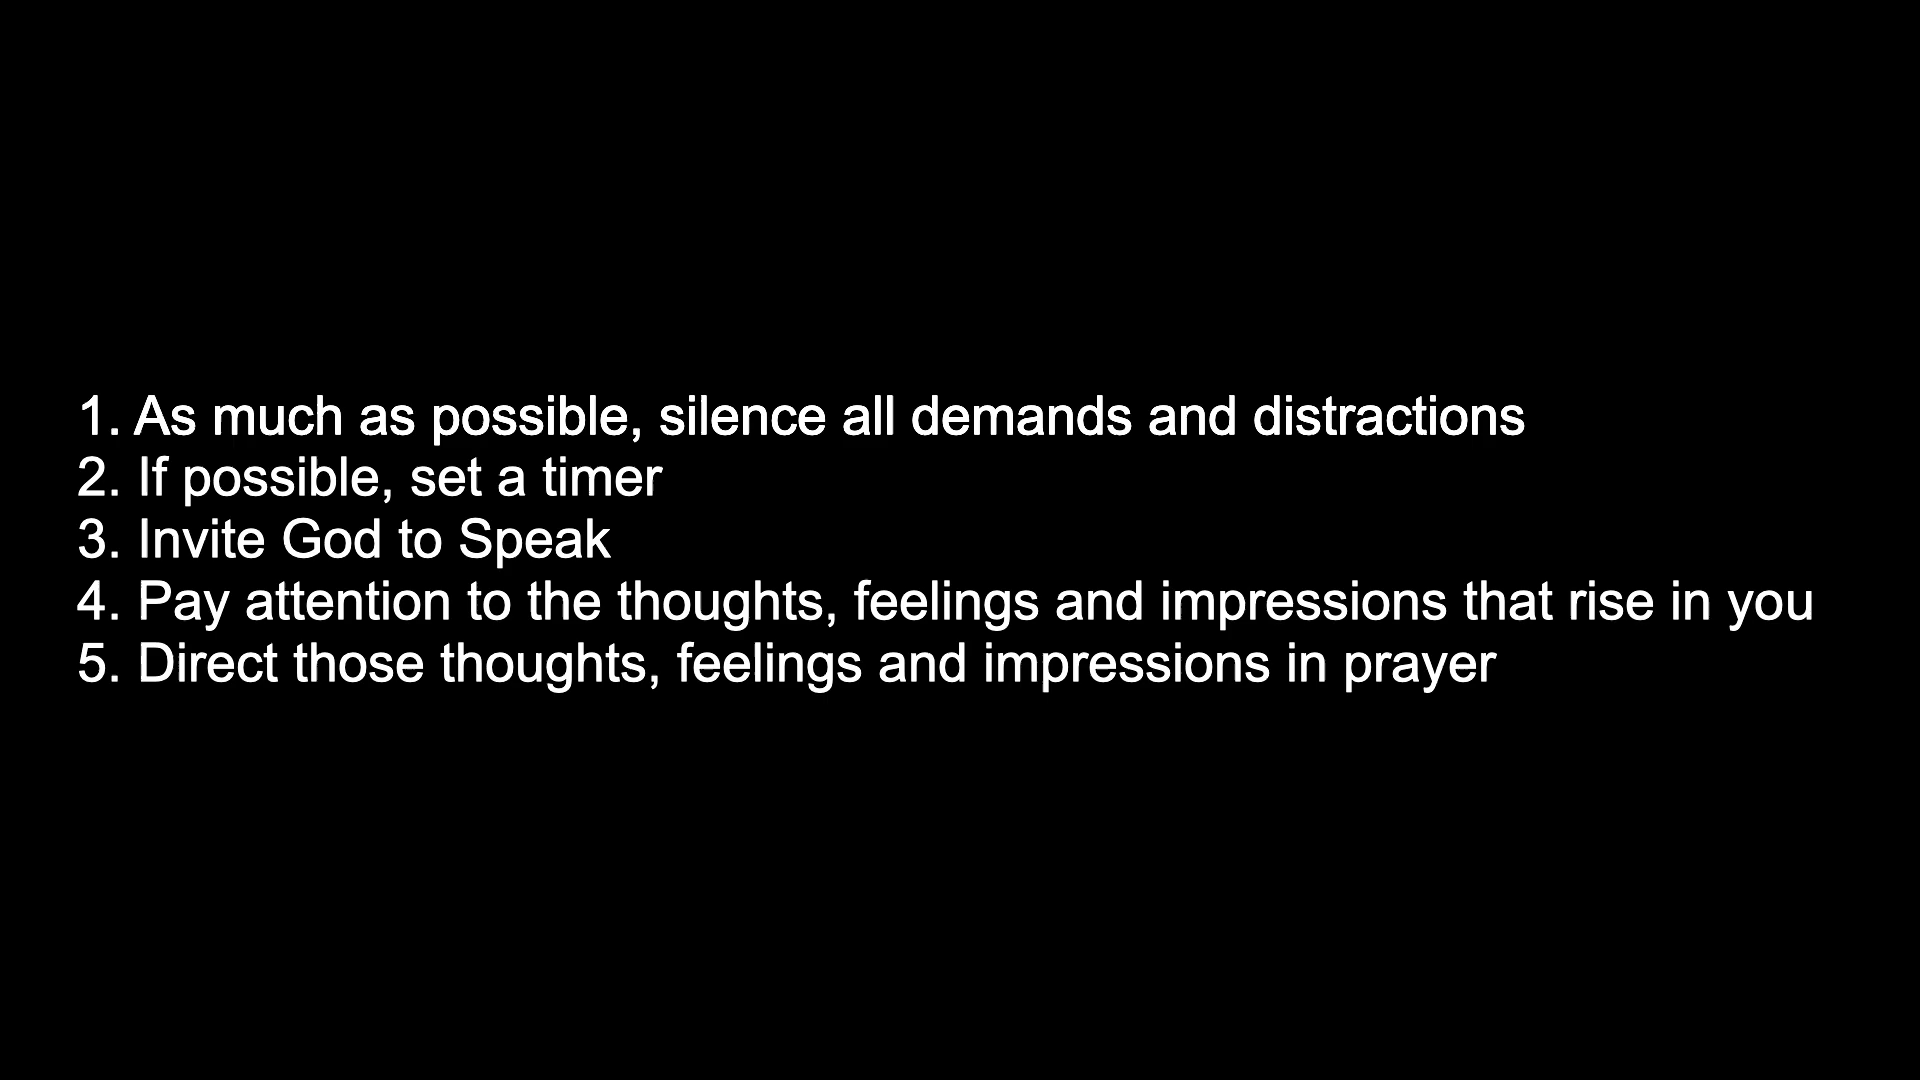 1. As much as possible, silence all demands and distractions
2. If possible, set a timer
3. Invite God to Speak
4. Pay attention to the thoughts, feelings and impressions that rise in you
5. Direct those thoughts, feelings and impressions in prayer